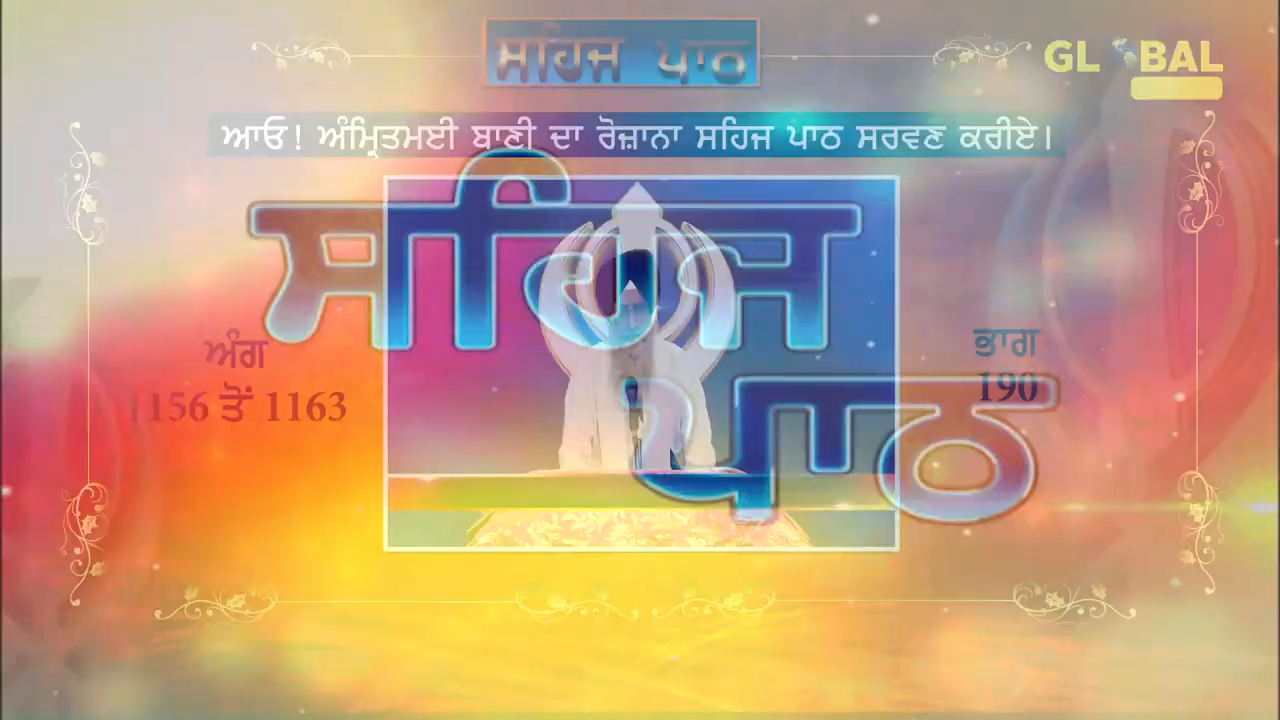 ਸਹਿਜ ਪਾਠ
GLOBAL
ਆਓ! ਅੰਮ੍ਰਿਤਮਈ ਬਾਣੀ ਦਾ ਰੋਜ਼ਾਨਾ ਸਹਿਜ ਪਾਠ ਸਰਵਣ ਕਰੀਏ।
ਸਹਿਜ
ਪਾਠ
ਅੰਗ
1156 ਤੋਂ 1163
ਭਾਗ
190